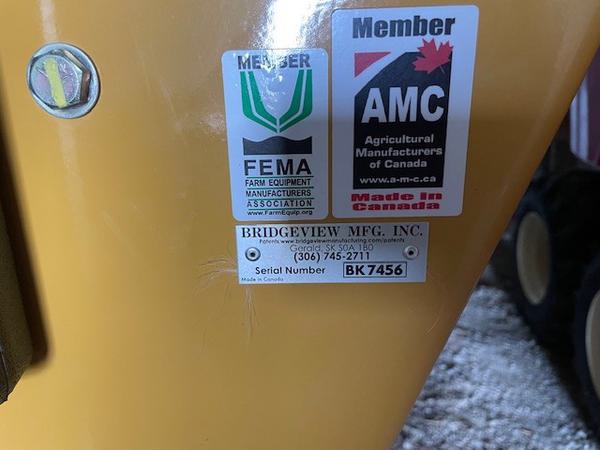 MEMBER
FEMA
FARM EQUIPMENT
MANUFACTURERS
ASSOCIATION
www.FarmEquip.org
Member
AMC
Agricultural
Manufacturers
of Canada
www.a-m-c.ca
Made in
Canada
BRIDGEVIEW MFG. INC.
Patents:www.bridgeviewmanufacturing.com/patents
Gerald, SK S0A 1B0
(306) 745-2711
Serial Number BK7456
Made in Canada